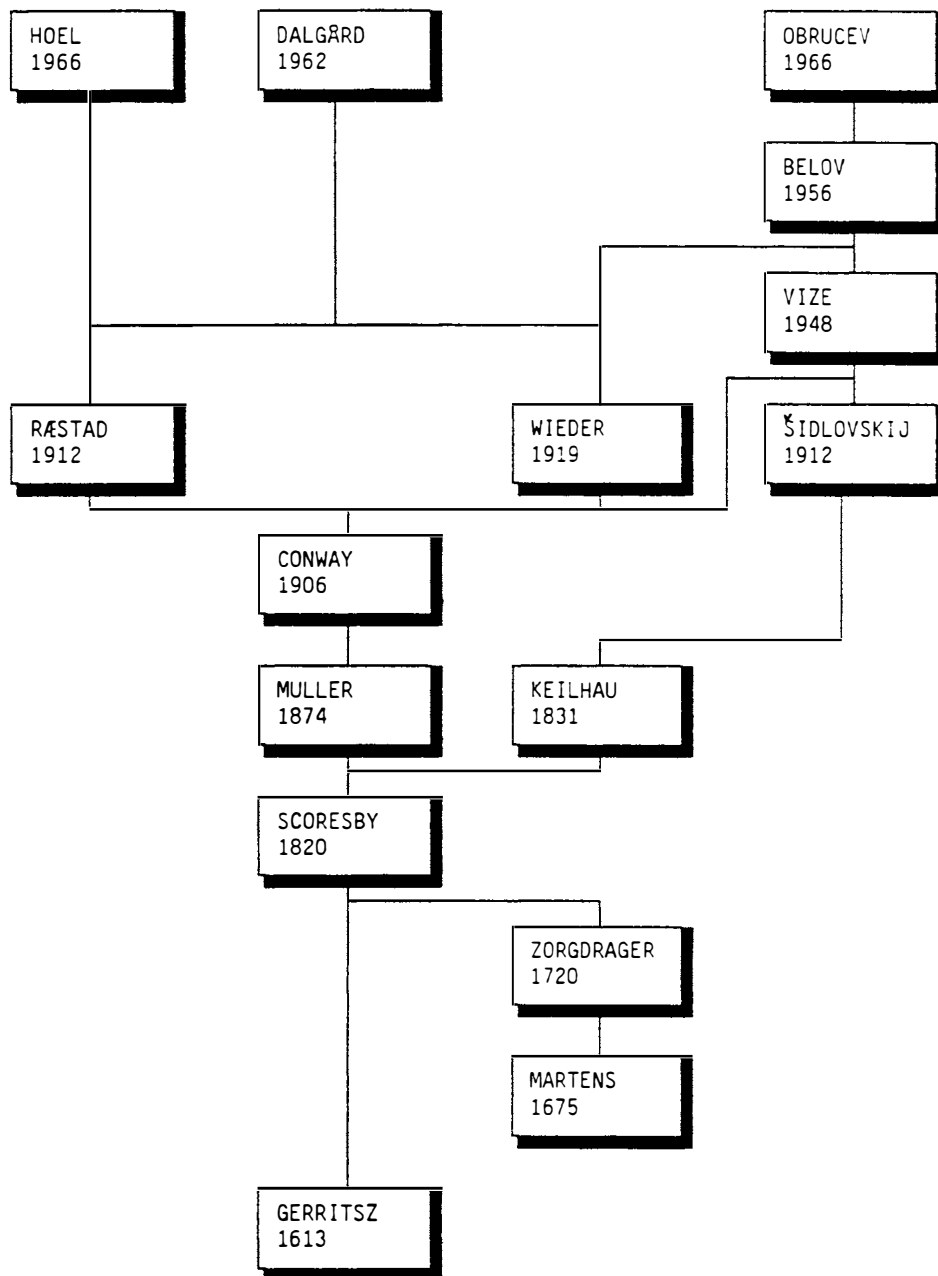 HOEL
1966
DALGÅRD
1962
OBRUCEV
1966
BELOV
1956
VIZE
1948
RÆSTAD
1912
WIEDER
1919
ŠIDLOVSKIJ
1912
CONWAY
1906
MULLER
1874
KEILHAU
1831
SCORESBY
1820
ZORGDRAGER
1720
MARTENS
1675
GERRITSZ
1613